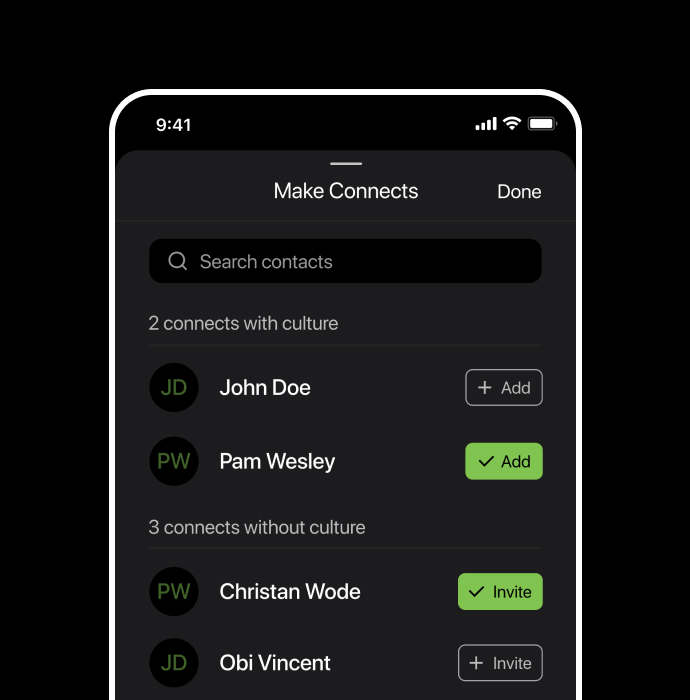 9:41
Make Connects
Done
Search contacts
2 connects with culture
JD John Doe + Add
PW Pam Wesley ✓ Add
3 connects without culture
PW Christan Wode ✓ Invite
JD Obi Vincent + Invite